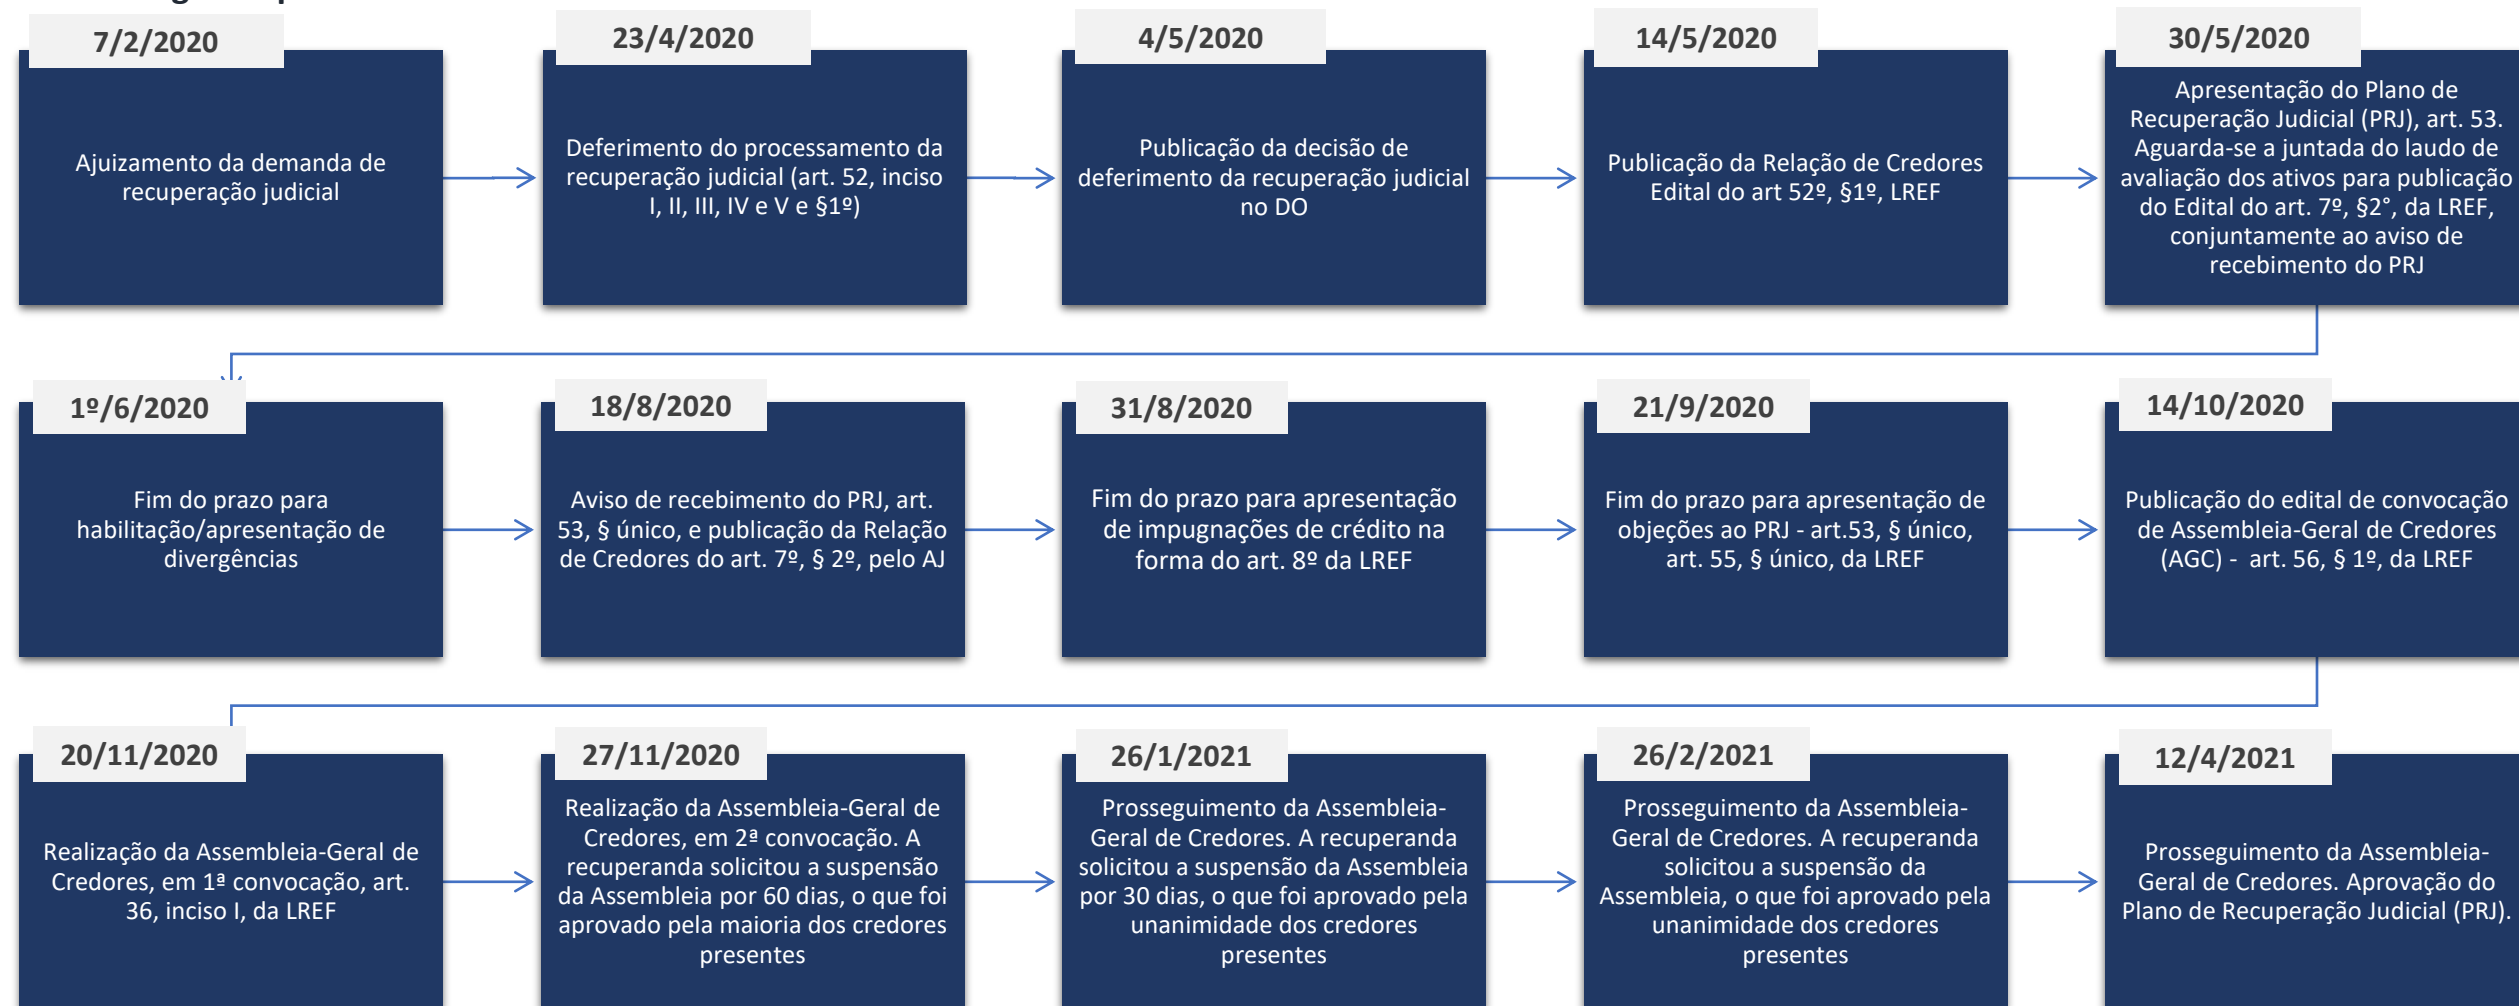 7/2/2020
Ajuizamento da demanda de
recuperação judicial
23/4/2020
Deferimento do processamento da
recuperação judicial (art. 52, inciso
I, II, III, IV e V e §1º)
4/5/2020
Publicação da decisão de
deferimento da recuperação judicial
no DO
14/5/2020
Publicação da Relação de Credores
Edital do art 52º, §1º, LREF
30/5/2020
Apresentação do Plano de
Recuperação Judicial (PRJ), art. 53.
Aguarda-se a juntada do laudo de
avaliação dos ativos para publicação
do Edital do art. 7º, §2°, da LREF,
conjuntamente ao aviso de
recebimento do PRJ
1º/6/2020
Fim do prazo para
habilitação/apresentação de
divergências
18/8/2020
Aviso de recebimento do PRJ, art.
53, § único, e publicação da Relação
de Credores do art. 7º, § 2º, pelo AJ
31/8/2020
Fim do prazo para apresentação
de impugnações de crédito na
forma do art. 8º da LREF
21/9/2020
Fim do prazo para apresentação de
objeções ao PRJ - art.53, § único,
art. 55, § único, da LREF
14/10/2020
Publicação do edital de convocação
de Assembleia-Geral de Credores
(AGC) - art. 56, § 1º, da LREF
20/11/2020
Realização da Assembleia-Geral de
Credores, em 1ª convocação, art.
36, inciso I, da LREF
27/11/2020
Realização da Assembleia-Geral de
Credores, em 2ª convocação. A
recuperanda solicitou a suspensão
da Assembleia por 60 dias, o que foi
aprovado pela maioria dos credores
presentes
26/1/2021
Prosseguimento da Assembleia-
Geral de Credores. A recuperanda
solicitou a suspensão da Assembleia
por 30 dias, o que foi aprovado pela
unanimidade dos credores
presentes
26/2/2021
Prosseguimento da Assembleia-
Geral de Credores. A recuperanda
solicitou a suspensão da
Assembleia, o que foi aprovado pela
unanimidade dos credores
presentes
12/4/2021
Prosseguimento da Assembleia-
Geral de Credores. Aprovação do
Plano de Recuperação Judicial (PRJ).